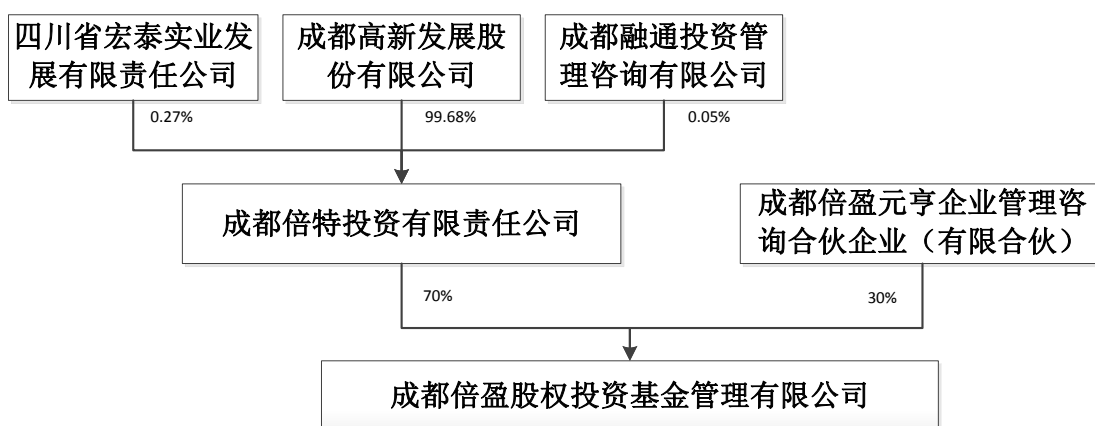 四川省宏泰实业发
展有限责任公司
成都高新发展股
份有限公司
成都融通投资管
理咨询有限公司
0.27%
99.68%
0.05%
成都倍特投资有限责任公司
成都倍盈元亨企业管理咨
询合伙企业（有限合伙）
70%
30%
成都倍盈股权投资基金管理有限公司